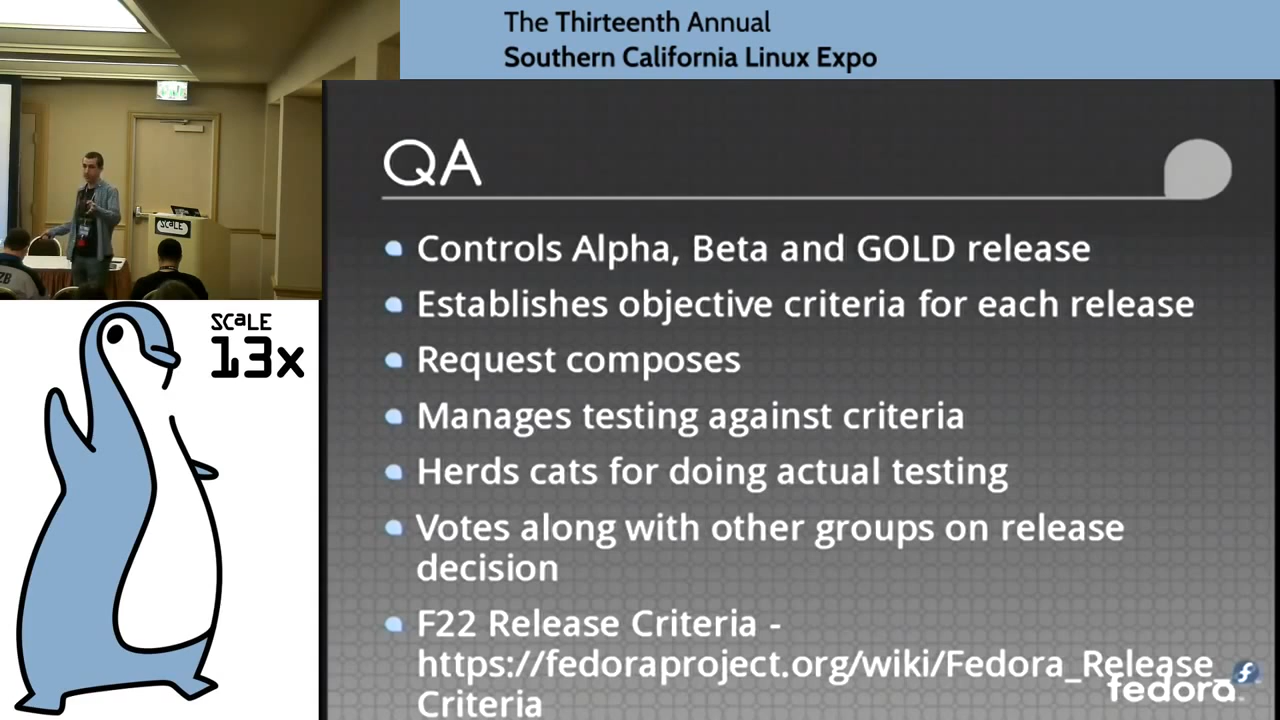 The Thirteenth Annual
Southern California Linux Expo
SCALE
SCaLE
13x
QA
Controls Alpha, Beta and GOLD release
Establishes objective criteria for each release
Request composes
Manages testing against criteria
Herds cats for doing actual testing
Votes along with other groups on release
decision
F22 Release Criteria -
https://fedoraproject.org/wiki/Fedora_Release_
Criteria
fedora